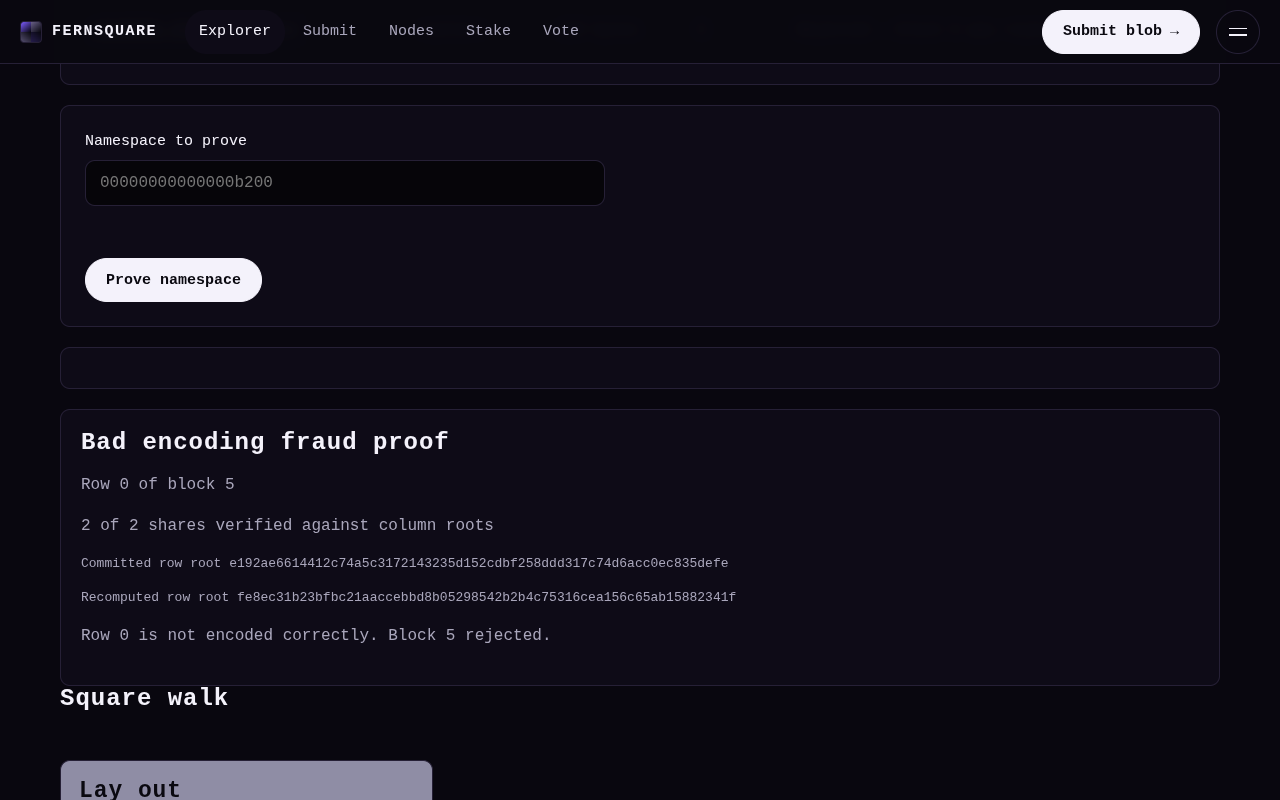 FERNSQUARE
Explorer
Submit
Nodes
Stake
Vote
Submit blob →
Namespace to prove
00000000000000b200
Prove namespace
Bad encoding fraud proof
Row 0 of block 5
2 of 2 shares verified against column roots
Committed row root e192ae6614412c74a5c3172143235d152cdbf258ddd317c74d6acc0ec835defe
Recomputed row root fe8ec31b23bfbc21aaccebbd8b05298542b2b4c75316cea156c65ab15882341f
Row 0 is not encoded correctly. Block 5 rejected.
Square walk
Lay out